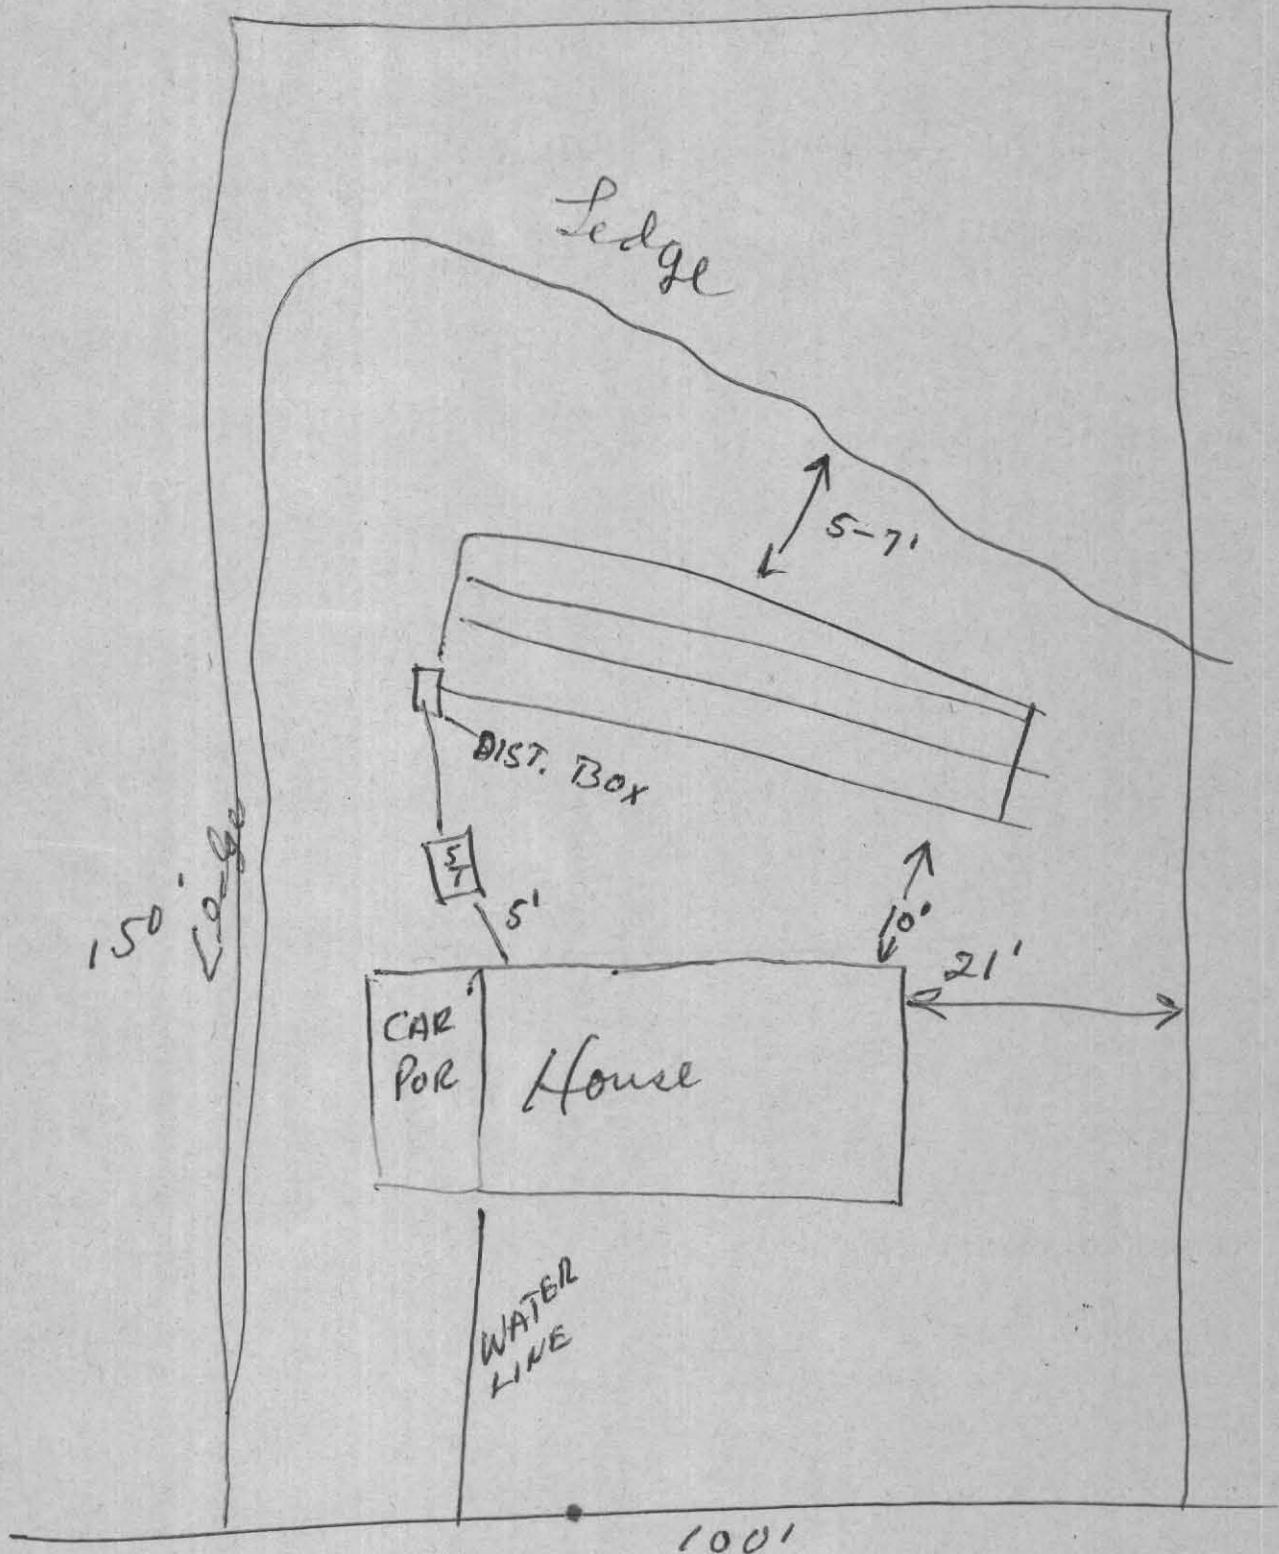 Ledge
5-7'
DIST. BOX
S
T
5'
10'
150'
Ledge
21'
CAR
POR
House
WATER
LINE
100'